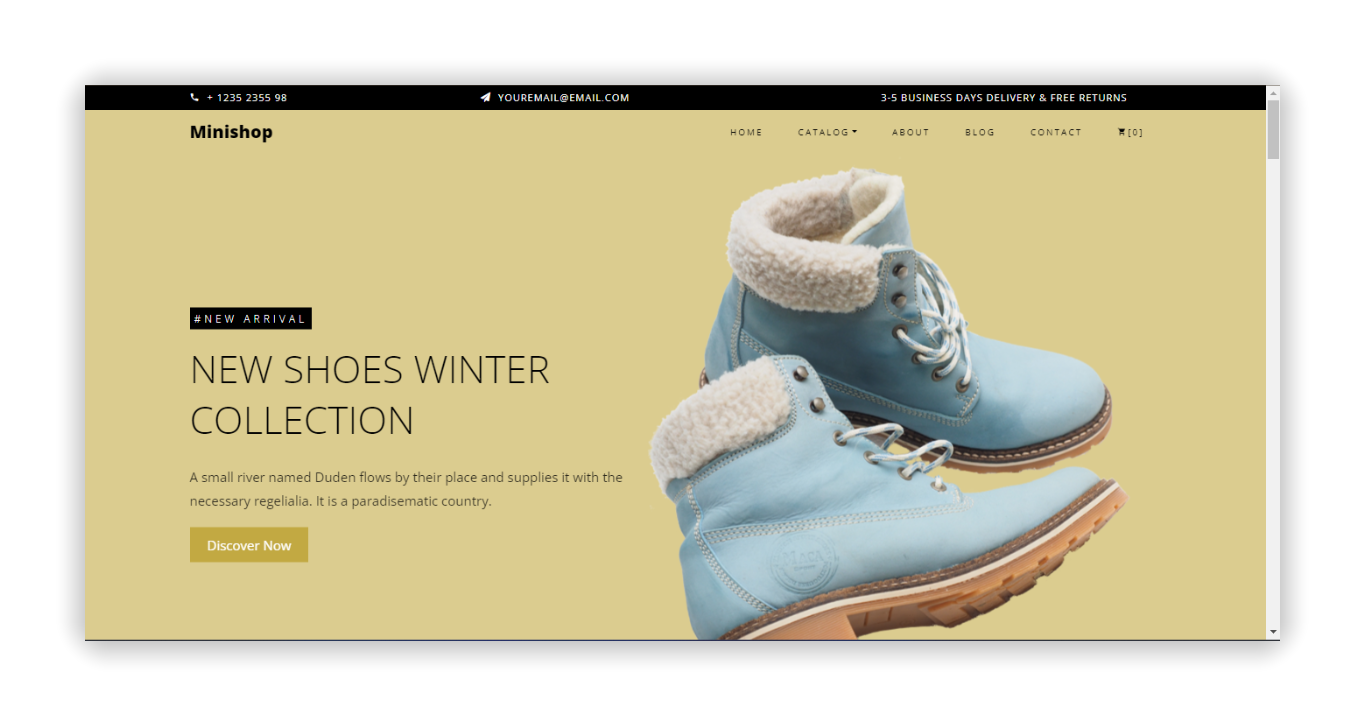 + 1235 2355 98
YOUREMAIL@EMAIL.COM
3-5 BUSINESS DAYS DELIVERY & FREE RETURNS
Minishop
HOME
CATALOG
ABOUT
BLOG
CONTACT
[0]
#NEW ARRIVAL
NEW SHOES WINTER
COLLECTION
A small river named Duden flows by their place and supplies it with the
necessary regelialia. It is a paradisematic country.
Discover Now
MACA